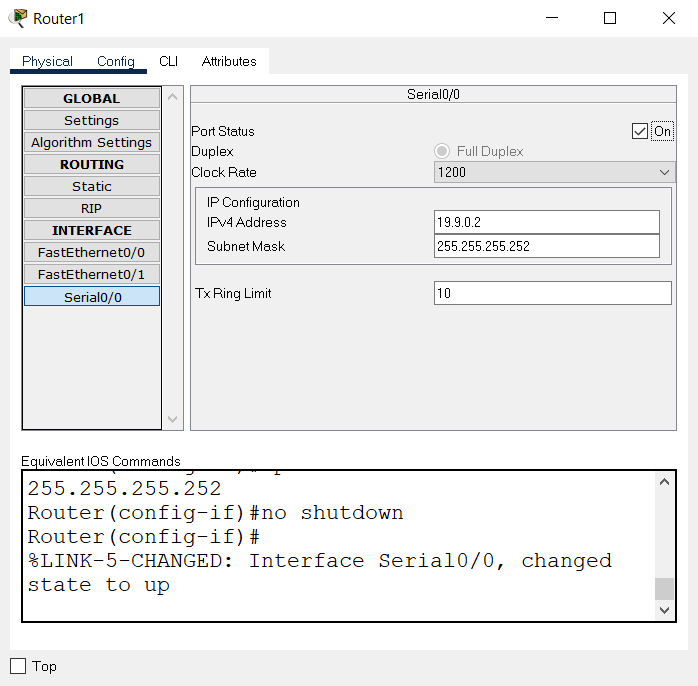 Router1
Physical Config CLI Attributes
GLOBAL
Settings
Algorithm Settings
ROUTING
Static
RIP
INTERFACE
FastEthernet0/0
FastEthernet0/1
Serial0/0
Serial0/0
Port Status On
Duplex Full Duplex
Clock Rate 1200
IP Configuration
IPv4 Address 19.9.0.2
Subnet Mask 255.255.255.252
Tx Ring Limit 10
Equivalent IOS Commands
255.255.255.252
Router(config-if)#no shutdown
Router(config-if)#
%LINK-5-CHANGED: Interface Serial0/0, changed
state to up
Top